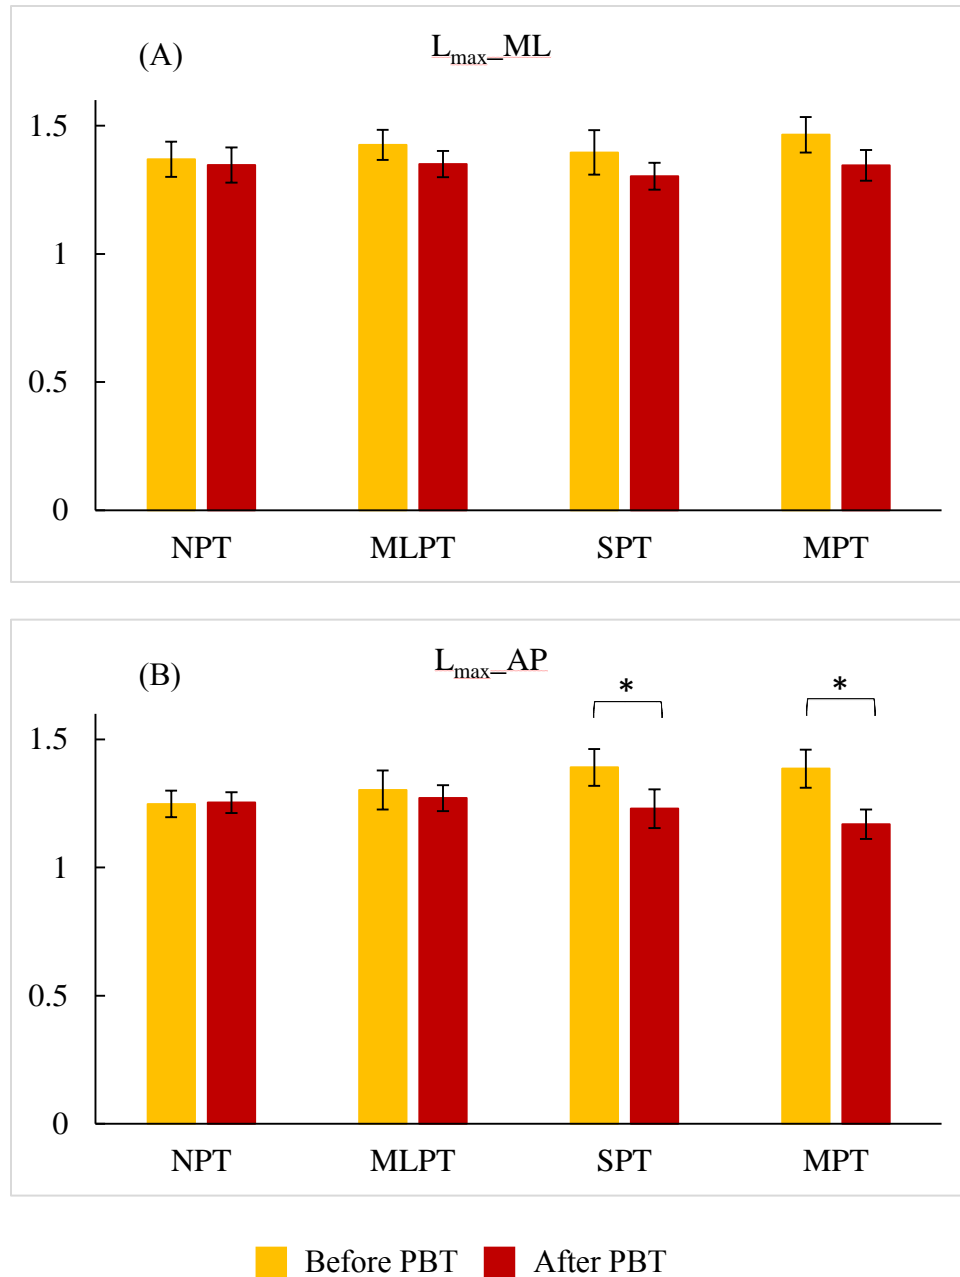 (A)
Lmax_ML
1.5
1
0.5
0
NPT MLPT SPT MPT
(B)
Lmax_AP
* *
1.5
1
0.5
0
NPT MLPT SPT MPT
Before PBT After PBT